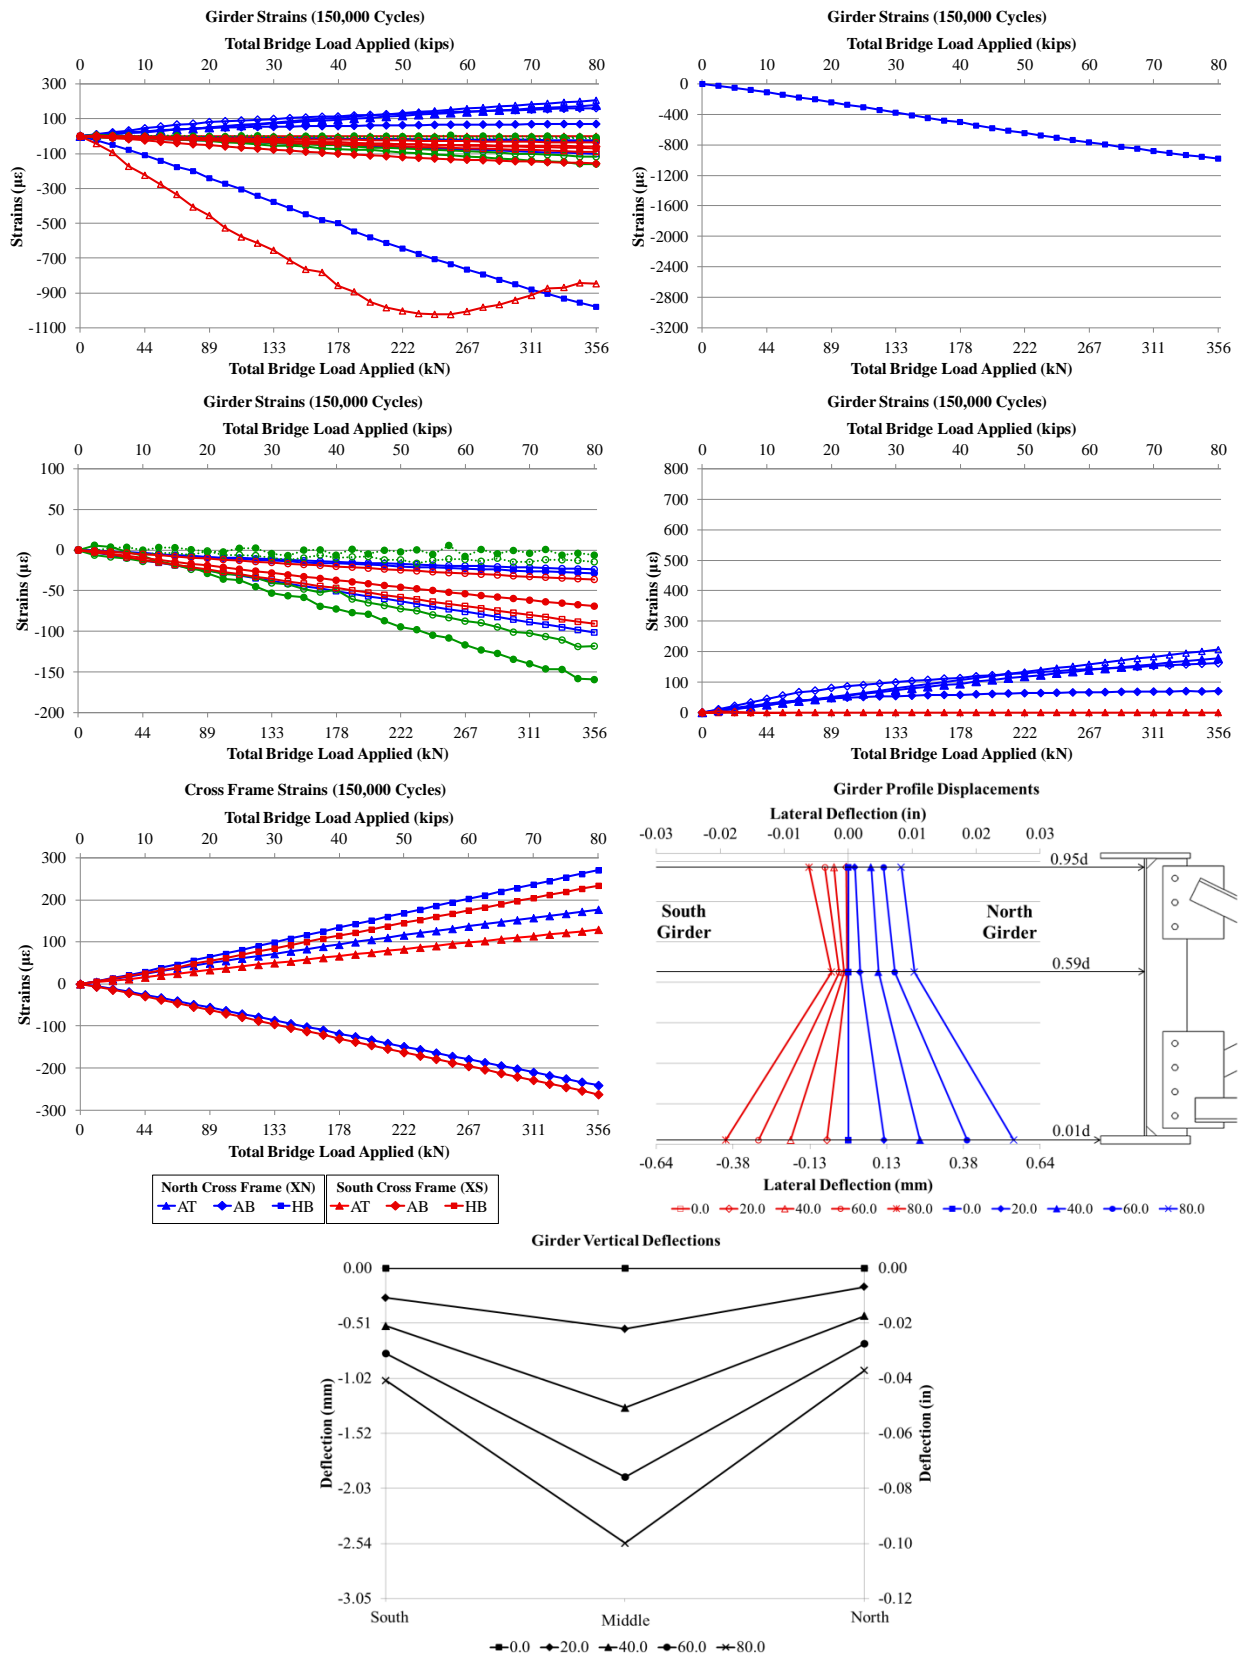 Girder Strains (150,000 Cycles)
Total Bridge Load Applied (kips)
0 10 20 30 40 50 60 70 80
300
100
-100
-300
-500
-700
-900
-1100
Strains (με)
0 44 89 133 178 222 267 311 356
Total Bridge Load Applied (kN)
Girder Strains (150,000 Cycles)
Total Bridge Load Applied (kips)
0 10 20 30 40 50 60 70 80
0
-400
-800
-1200
-1600
-2000
-2400
-2800
-3200
Strains (με)
0 44 89 133 178 222 267 311 356
Total Bridge Load Applied (kN)
Girder Strains (150,000 Cycles)
Total Bridge Load Applied (kips)
0 10 20 30 40 50 60 70 80
100
50
0
-50
-100
-150
-200
Strains (με)
0 44 89 133 178 222 267 311 356
Total Bridge Load Applied (kN)
Girder Strains (150,000 Cycles)
Total Bridge Load Applied (kips)
0 10 20 30 40 50 60 70 80
800
700
600
500
400
300
200
100
0
Strains (με)
0 44 89 133 178 222 267 311 356
Total Bridge Load Applied (kN)
Cross Frame Strains (150,000 Cycles)
Total Bridge Load Applied (kips)
0 10 20 30 40 50 60 70 80
300
200
100
0
-100
-200
-300
Strains (με)
0 44 89 133 178 222 267 311 356
Total Bridge Load Applied (kN)
North Cross Frame (XN)
AT AB HB
South Cross Frame (XS)
AT AB HB
Girder Profile Displacements
Lateral Deflection (in)
-0.03 -0.02 -0.01 0.00 0.01 0.02 0.03
0.95d
South
Girder
North
Girder
0.59d
0.01d
-0.64 -0.38 -0.13 0.13 0.38 0.64
Lateral Deflection (mm)
0.0 20.0 40.0 60.0 80.0 0.0 20.0 40.0 60.0 80.0
Girder Vertical Deflections
0.00
-0.51
-1.02
-1.52
-2.03
-2.54
-3.05
Deflection (mm)
0.00
-0.02
-0.04
-0.06
-0.08
-0.10
-0.12
Deflection (in)
South Middle North
0.0 20.0 40.0 60.0 80.0